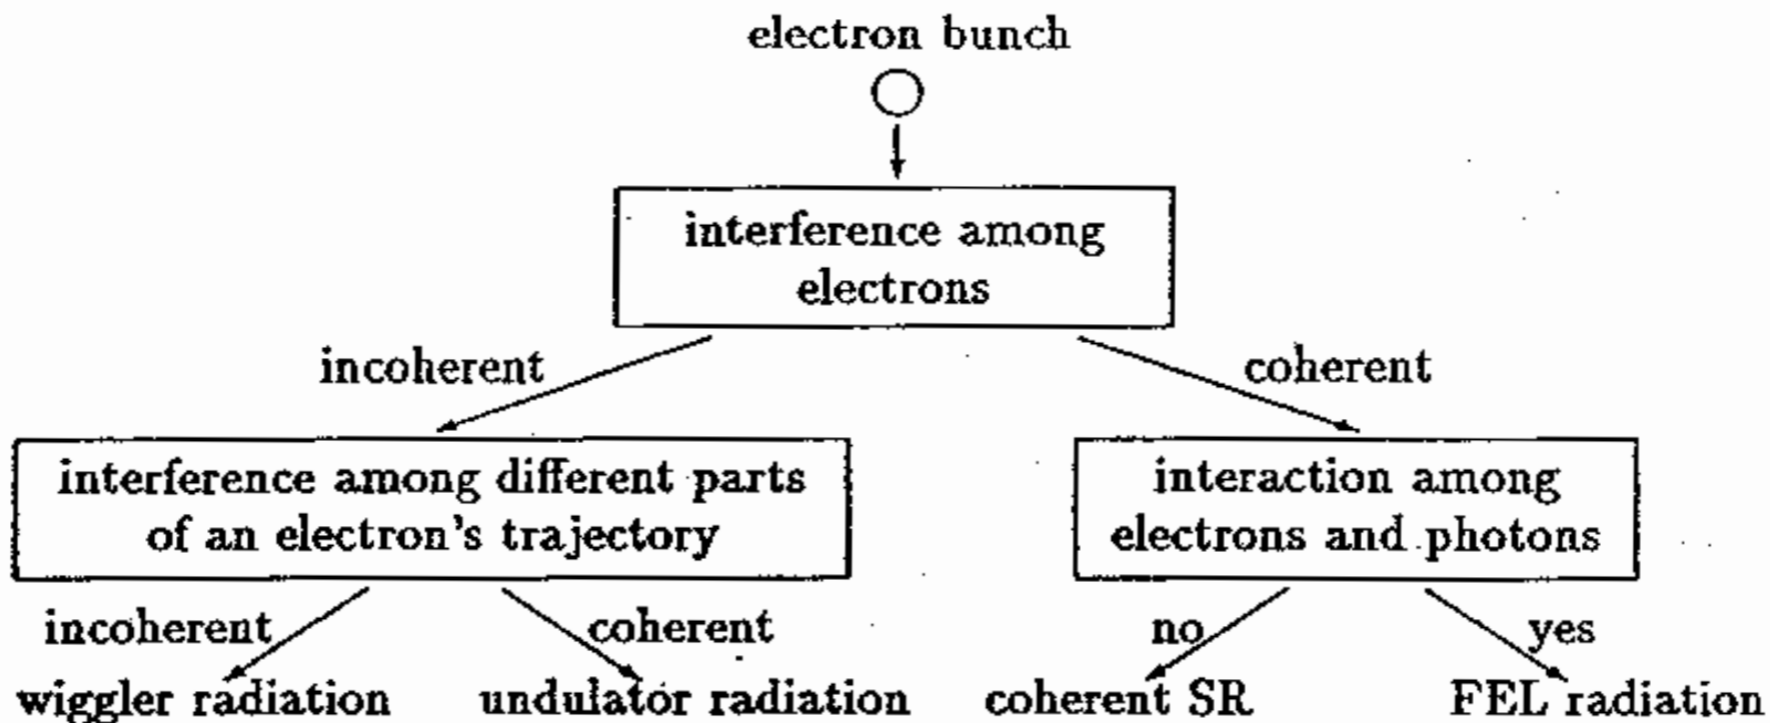 electron bunch
interference among
electrons
incoherent
coherent
interference among different parts
of an electron's trajectory
interaction among
electrons and photons
incoherent
coherent
no
yes
wiggler radiation
undulator radiation
coherent SR
FEL radiation